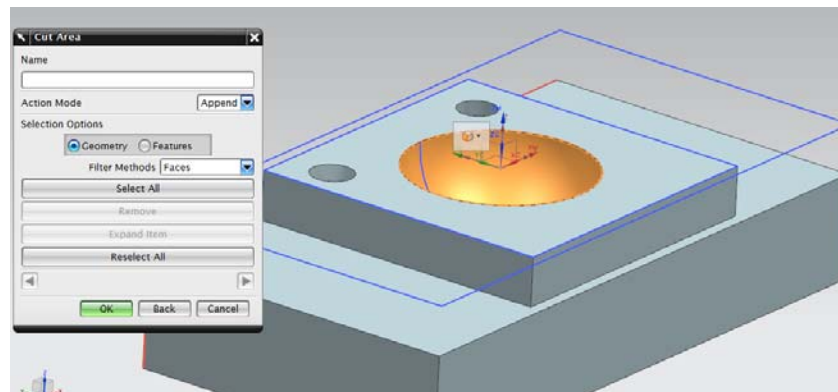 Cut Area
Name
Action Mode Append
Selection Options
Geometry Features
Filter Methods Faces
Select All
Remove
Expand Item
Reselect All
OK Back Cancel